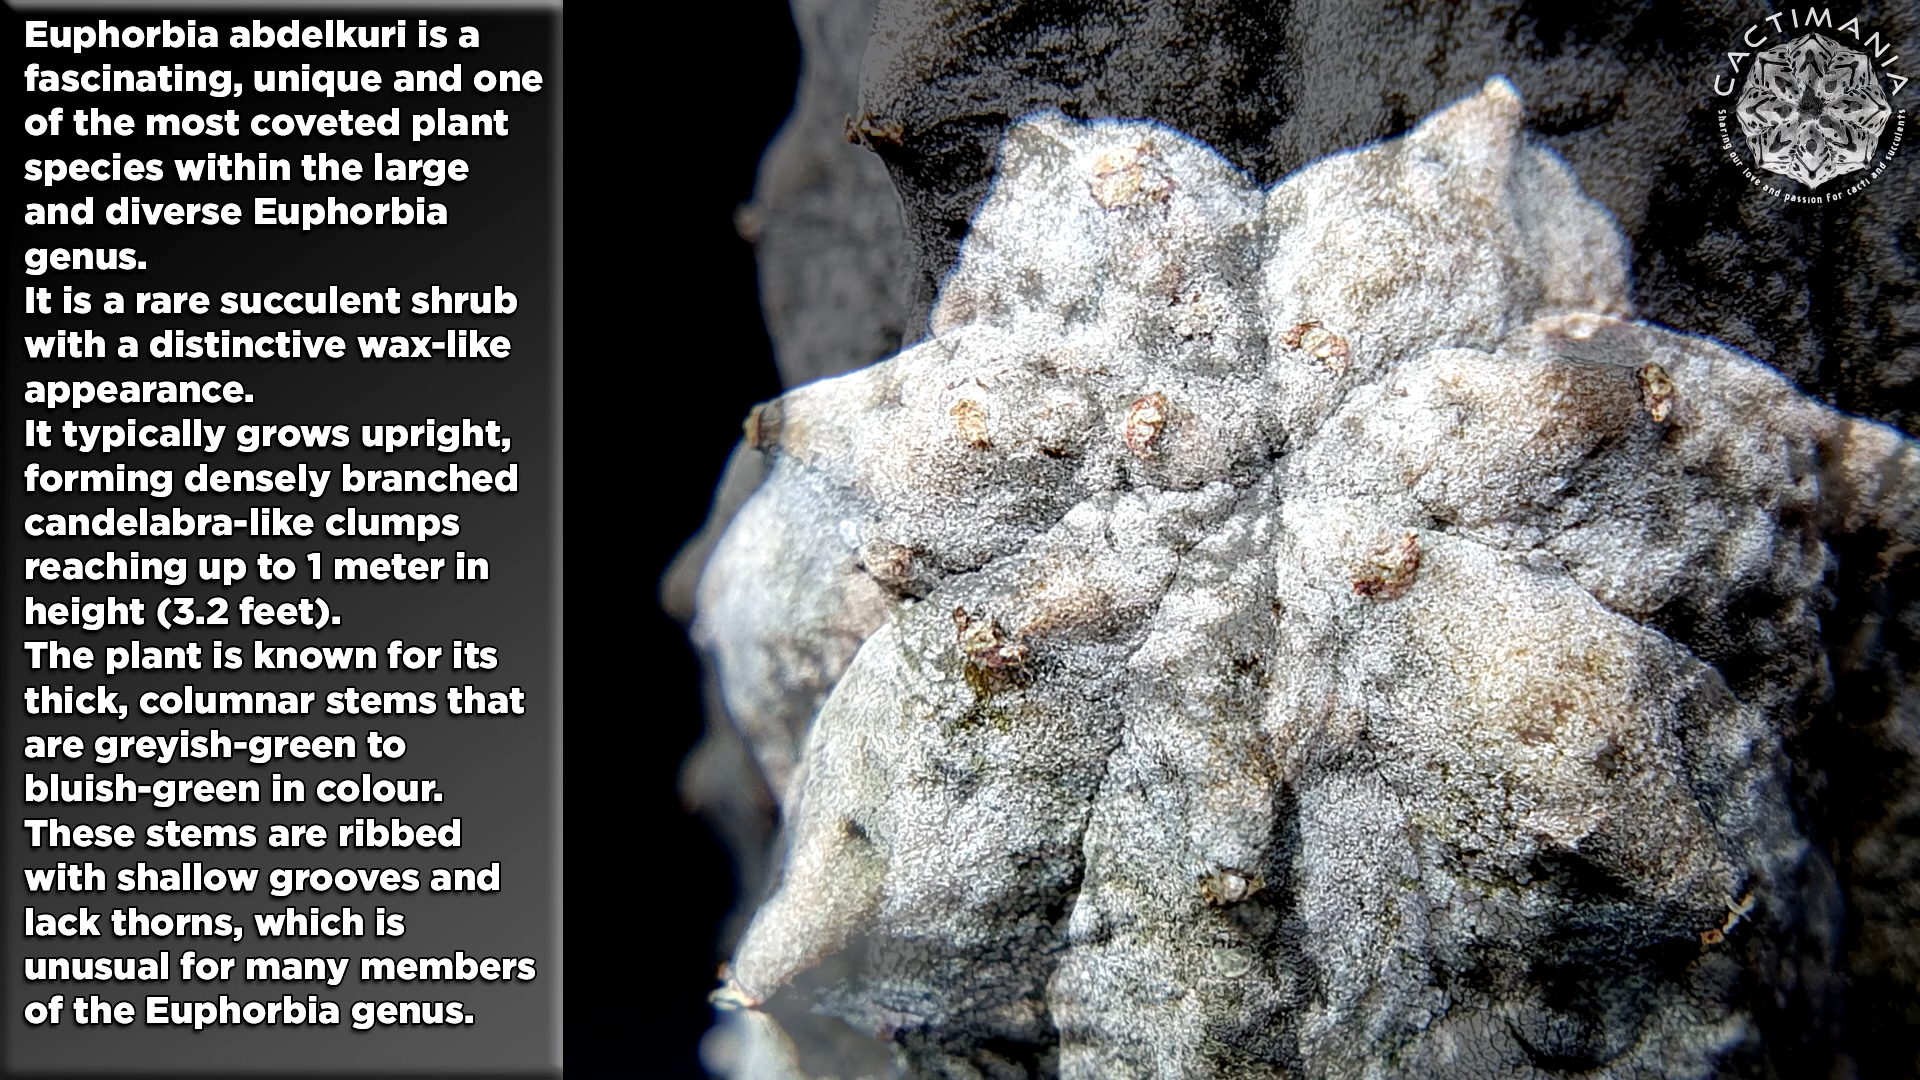 Euphorbia abdelkuri is a
fascinating, unique and one
of the most coveted plant
species within the large
and diverse Euphorbia
genus.
It is a rare succulent shrub
with a distinctive wax-like
appearance.
It typically grows upright,
forming densely branched
candelabra-like clumps
reaching up to 1 meter in
height (3.2 feet).
The plant is known for its
thick, columnar stems that
are greyish-green to
bluish-green in colour.
These stems are ribbed
with shallow grooves and
lack thorns, which is
unusual for many members
of the Euphorbia genus.
CACTIMANIA
sharing our love and passion for cacti and succulents